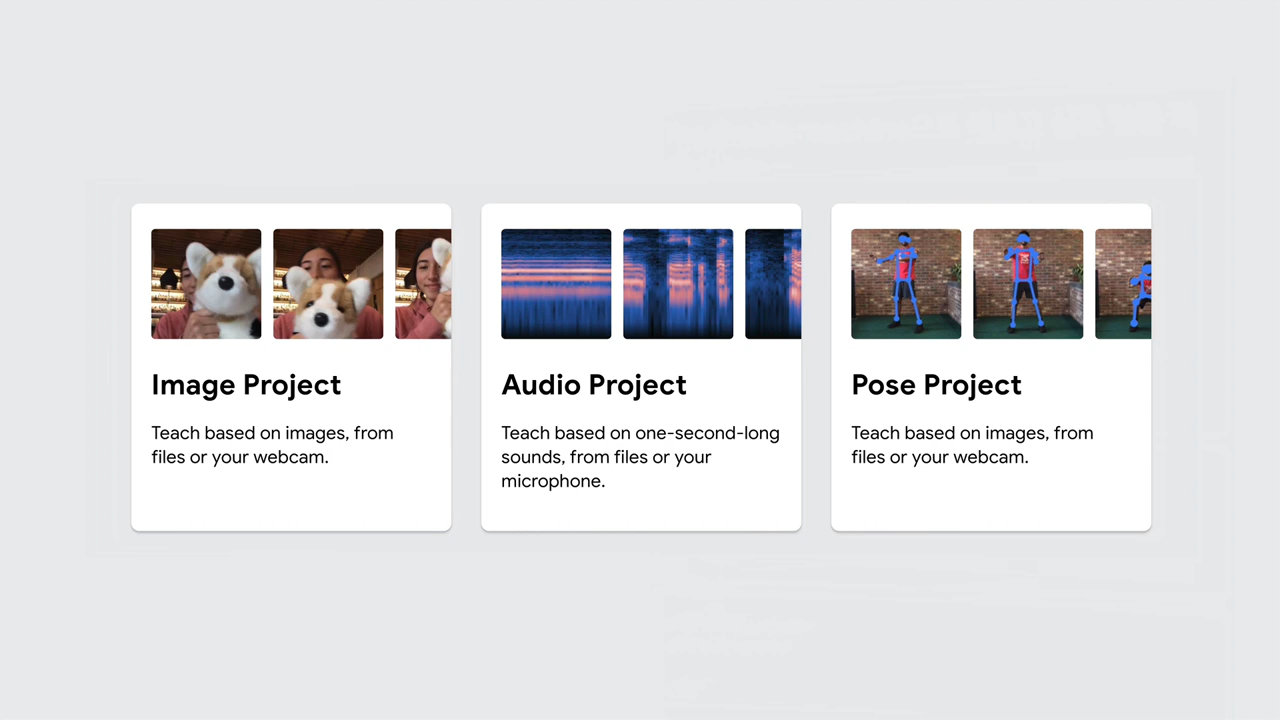 Image Project
Teach based on images, from
files or your webcam.
Audio Project
Teach based on one-second-long
sounds, from files or your
microphone.
Pose Project
Teach based on images, from
files or your webcam.